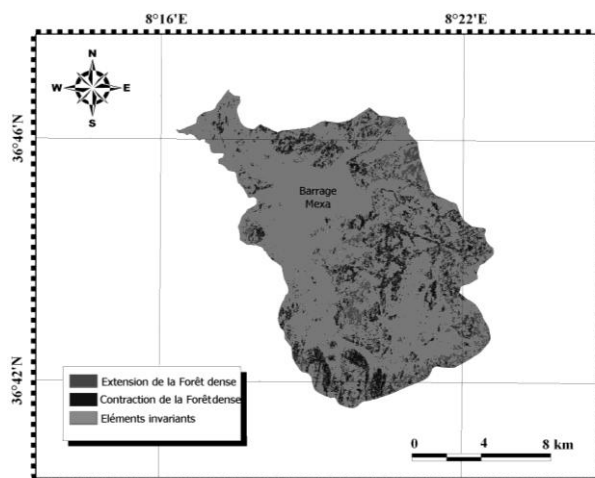 8°16'E
8°22'E
N
W E
S
36°46'N
Barrage
Mexa
36°42'N
Extension de la Forêt dense
Contraction de la Forêtdense
Eléments invariants
0 4 8 km